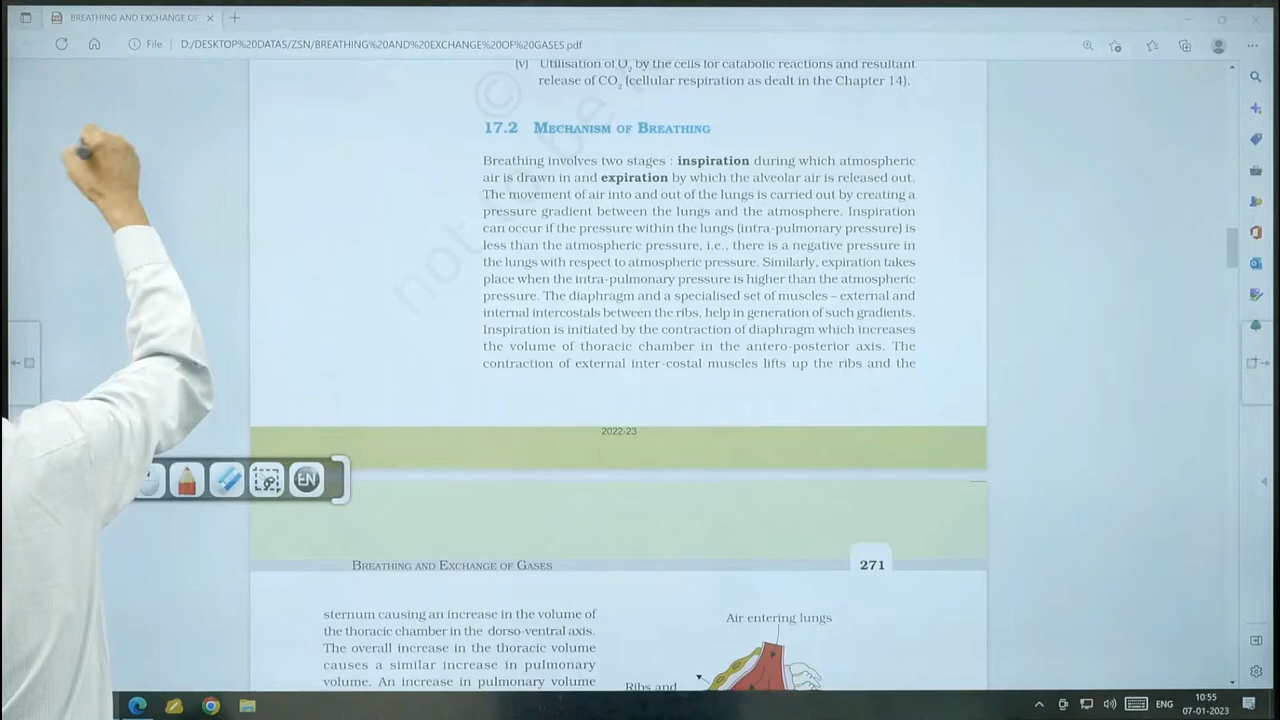 BREATHING AND EXCHANGE OF
File
D:/DESKTOP%20DATAS/ZSN/BREATHING%20AND%20EXCHANGE%20OF%20GASES.pdf
(v) Utilisation of O2 by the cells for catabolic reactions and resultant
release of CO2 (cellular respiration as dealt in the Chapter 14).
17.2 MECHANISM OF BREATHING
Breathing involves two stages : inspiration during which atmospheric
air is drawn in and expiration by which the alveolar air is released out.
The movement of air into and out of the lungs is carried out by creating a
pressure gradient between the lungs and the atmosphere. Inspiration
can occur if the pressure within the lungs (intra-pulmonary pressure) is
less than the atmospheric pressure, i.e., there is a negative pressure in
the lungs with respect to atmospheric pressure. Similarly, expiration takes
place when the intra-pulmonary pressure is higher than the atmospheric
pressure. The diaphragm and a specialised set of muscles – external and
internal intercostals between the ribs, help in generation of such gradients.
Inspiration is initiated by the contraction of diaphragm which increases
the volume of thoracic chamber in the antero-posterior axis. The
contraction of external inter-costal muscles lifts up the ribs and the
©
not be
2022-23
EN
BREATHING AND EXCHANGE OF GASES
271
sternum causing an increase in the volume of
the thoracic chamber in the dorso-ventral axis.
The overall increase in the thoracic volume
causes a similar increase in pulmonary
volume. An increase in pulmonary volume
Air entering lungs
Ribs and
ENG
10:55
07-01-2023